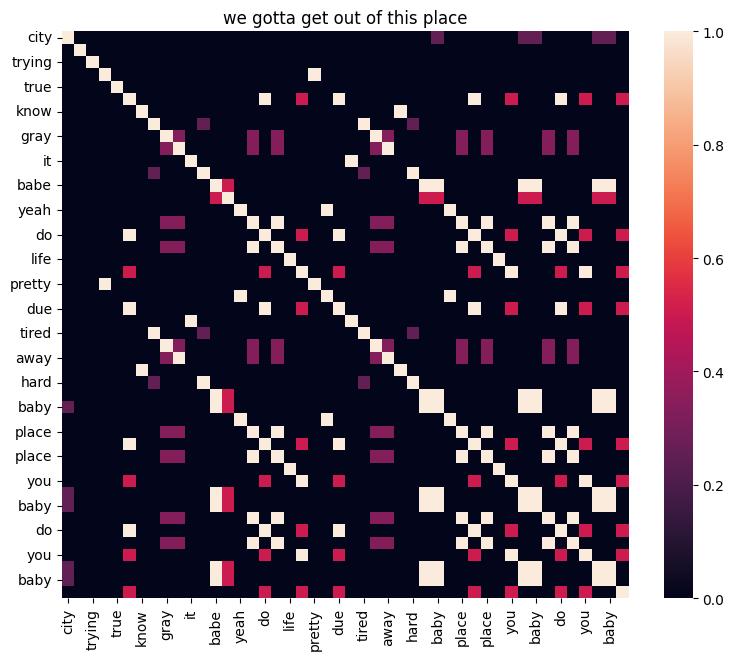 we gotta get out of this place
city
trying
true
know
gray
it
babe
yeah
do
life
pretty
due
tired
away
hard
baby
place
place
you
baby
do
you
baby
city
trying
true
know
gray
it
babe
yeah
do
life
pretty
due
tired
away
hard
baby
place
place
you
baby
do
you
baby
1.0
0.8
0.6
0.4
0.2
0.0